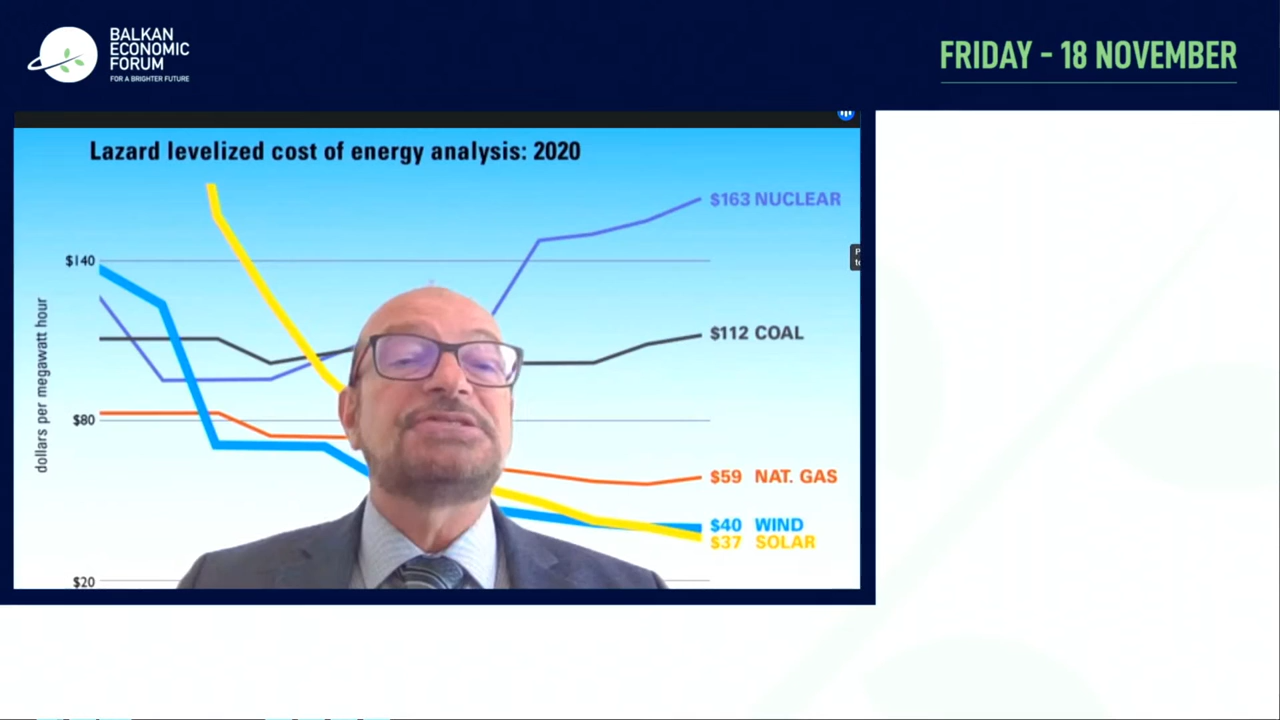 BALKAN
ECONOMIC
FORUM
FOR A BRIGHTER FUTURE
FRIDAY - 18 NOVEMBER
Lazard levelized cost of energy analysis: 2020
$163 NUCLEAR
$140
dollars per megawatt hour
$112 COAL
$80
$59 NAT. GAS
$40 WIND
$37 SOLAR
$20